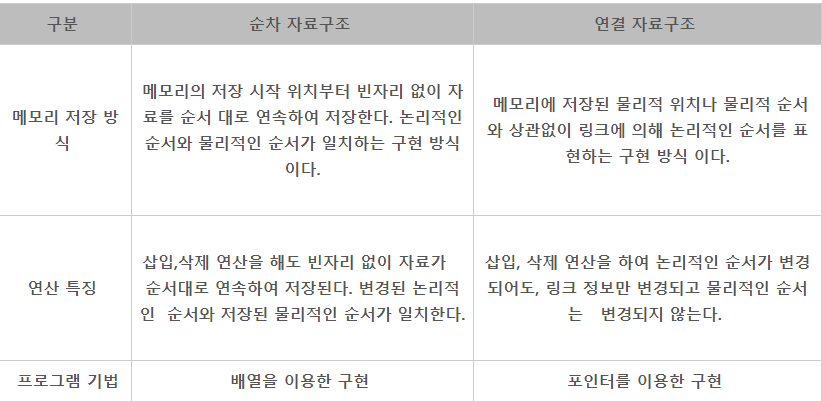 구분
순차 자료구조
연결 자료구조
메모리 저장 방
식
메모리의 저장 시작 위치부터 빈자리 없이 자
료를 순서 대로 연속하여 저장한다. 논리적인
순서와 물리적인 순서가 일치하는 구현 방식
이다.
메모리에 저장된 물리적 위치나 물리적 순서
와 상관없이 링크에 의해 논리적인 순서를 표
현하는 구현 방식 이다.
연산 특징
삽입,삭제 연산을 해도 빈자리 없이 자료가
순서대로 연속하여 저장된다. 변경된 논리적
인 순서와 저장된 물리적인 순서가 일치한다.
삽입, 삭제 연산을 하여 논리적인 순서가 변경
되어도, 링크 정보만 변경되고 물리적인 순서
는 변경되지 않는다.
프로그램 기법
배열을 이용한 구현
포인터를 이용한 구현